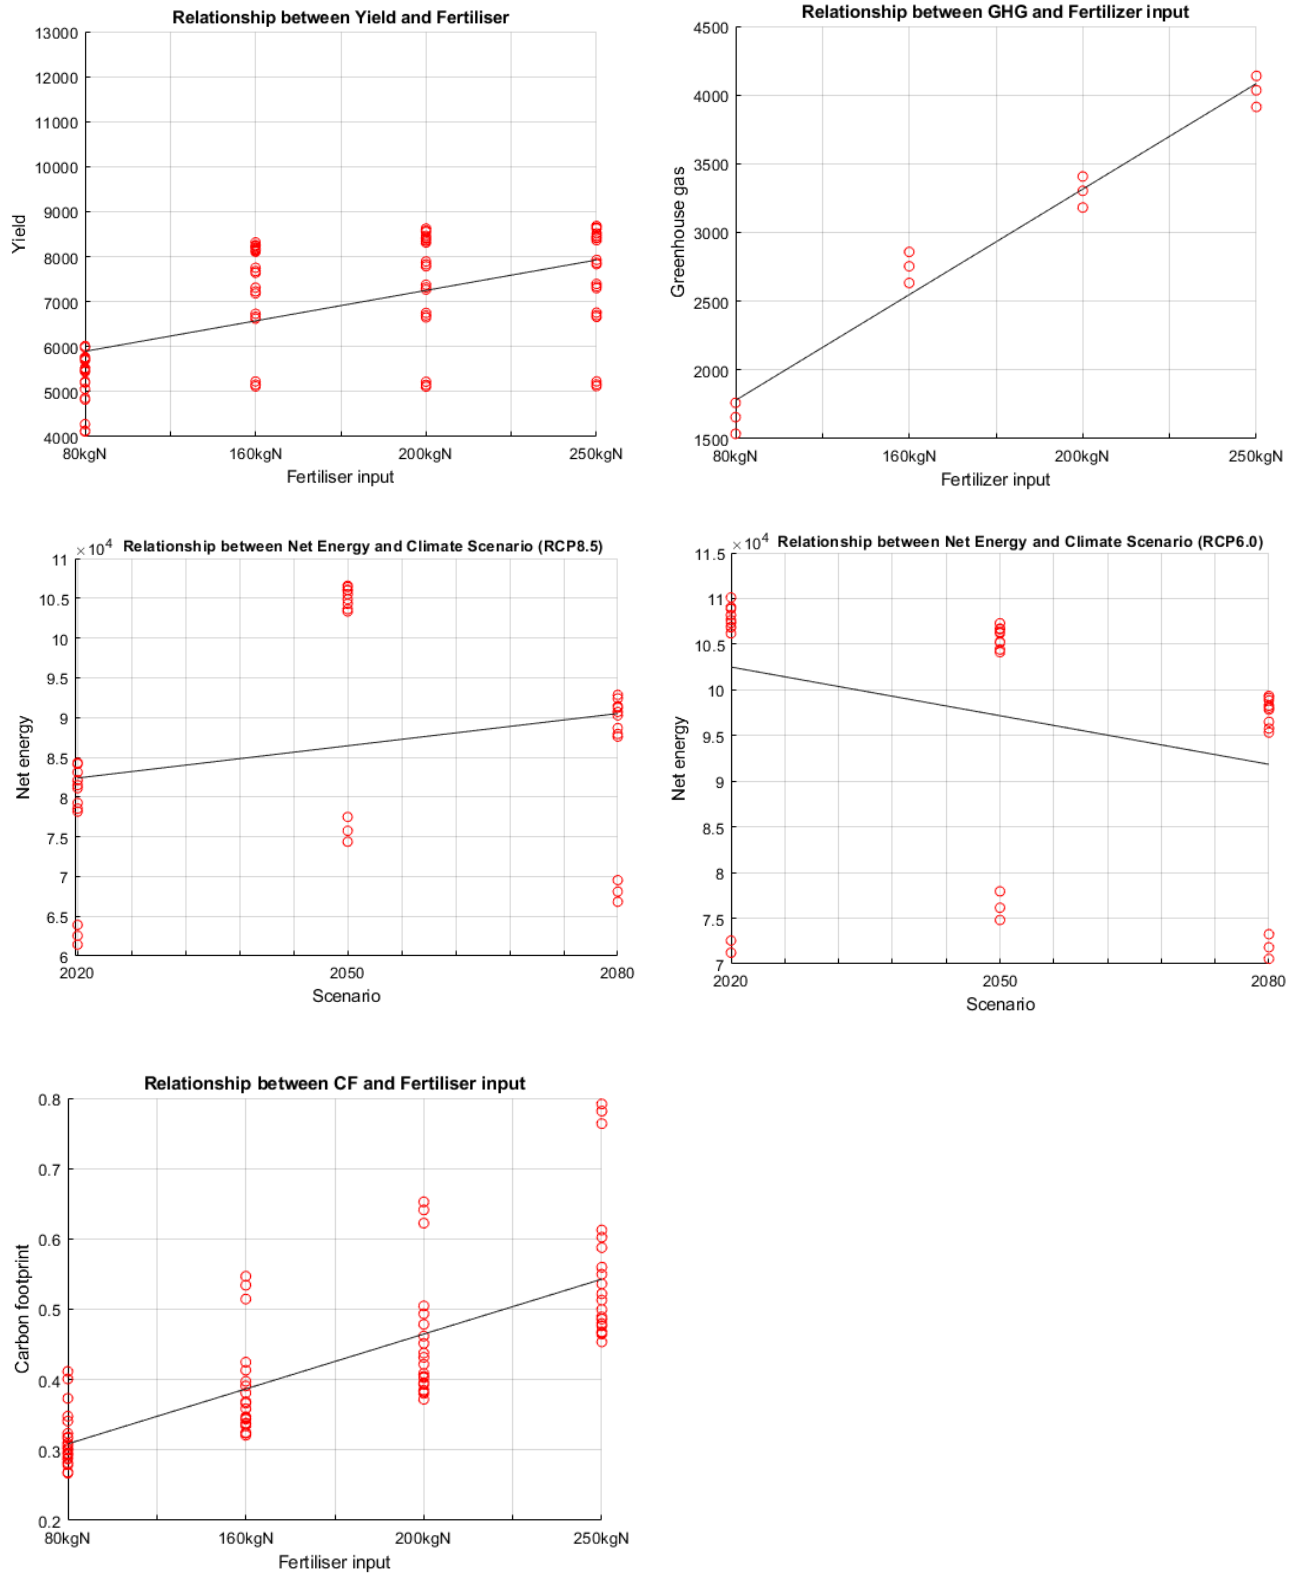 Relationship between Yield and Fertiliser
13000
12000
11000
10000
9000
8000
7000
6000
5000
4000
Yield
80kgN 160kgN 200kgN 250kgN
Fertiliser input
Relationship between GHG and Fertilizer input
4500
4000
3500
3000
2500
2000
1500
Greenhouse gas
80kgN 160kgN 200kgN 250kgN
Fertilizer input
× 10⁴ Relationship between Net Energy and Climate Scenario (RCP8.5)
11
10.5
10
9.5
9
8.5
8
7.5
7
6.5
6
Net energy
2020 2050 2080
Scenario
× 10⁴ Relationship between Net Energy and Climate Scenario (RCP6.0)
11.5
11
10.5
10
9.5
9
8.5
8
7.5
7
Net energy
2020 2050 2080
Scenario
Relationship between CF and Fertiliser input
0.8
0.7
0.6
0.5
0.4
0.3
0.2
Carbon footprint
80kgN 160kgN 200kgN 250kgN
Fertiliser input